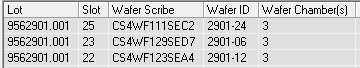 Lot Slot Wafer Scribe Wafer ID Wafer Chamber(s)
9562901.001 25 CS4WF111SEC2 2901-24 3
9562901.001 23 CS4WF129SED7 2901-06 3
9562901.001 22 CS4WF123SEA4 2901-12 3